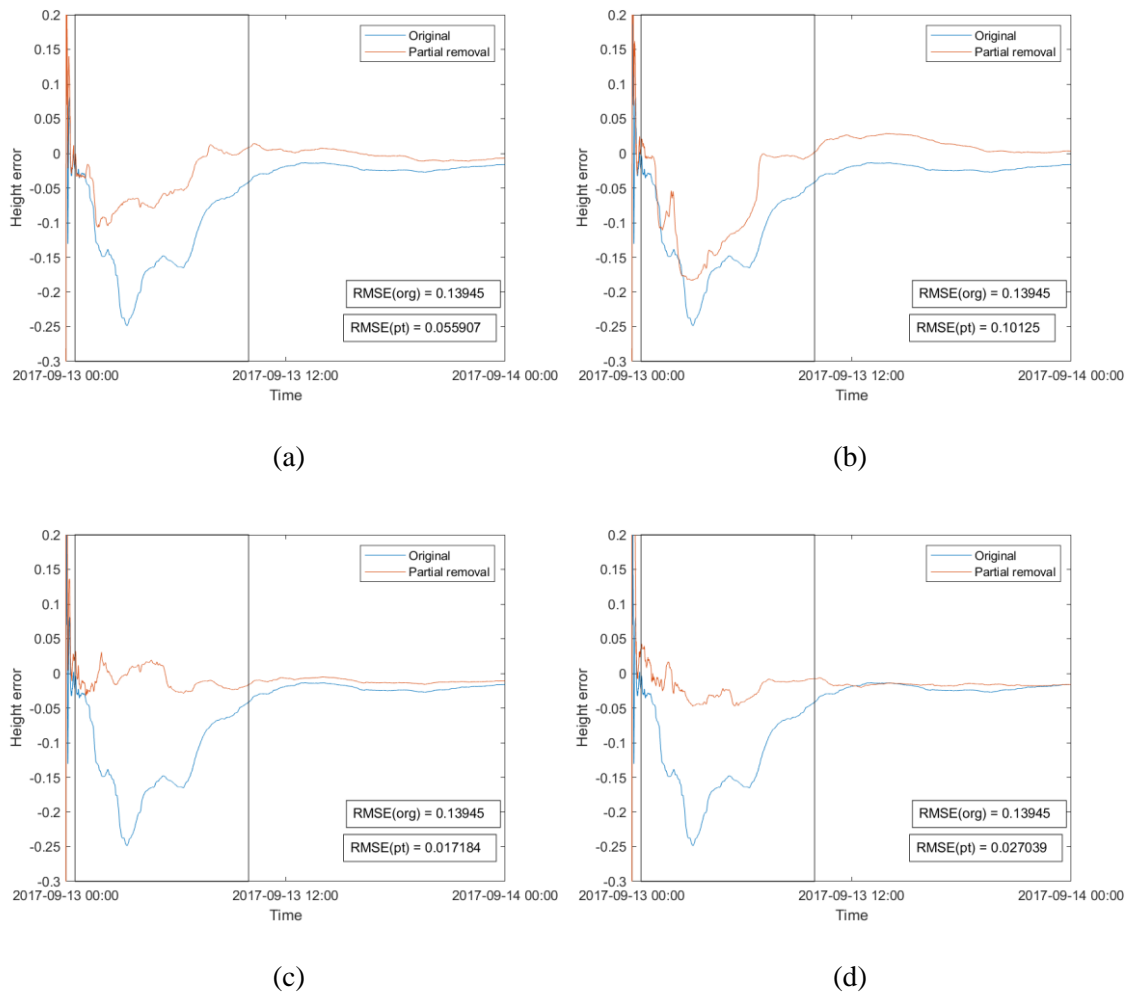 0.2
0.15
0.1
0.05
0
-0.05
-0.1
-0.15
-0.2
-0.25
-0.3
Height error
Original
Partial removal
RMSE(org) = 0.13945
RMSE(pt) = 0.055907
2017-09-13 00:00
2017-09-13 12:00
2017-09-14 00:00
Time
(a)
0.2
0.15
0.1
0.05
0
-0.05
-0.1
-0.15
-0.2
-0.25
-0.3
Height error
Original
Partial removal
RMSE(org) = 0.13945
RMSE(pt) = 0.10125
2017-09-13 00:00
2017-09-13 12:00
2017-09-14 00:00
Time
(b)
0.2
0.15
0.1
0.05
0
-0.05
-0.1
-0.15
-0.2
-0.25
-0.3
Height error
Original
Partial removal
RMSE(org) = 0.13945
RMSE(pt) = 0.017184
2017-09-13 00:00
2017-09-13 12:00
2017-09-14 00:00
Time
(c)
0.2
0.15
0.1
0.05
0
-0.05
-0.1
-0.15
-0.2
-0.25
-0.3
Height error
Original
Partial removal
RMSE(org) = 0.13945
RMSE(pt) = 0.027039
2017-09-13 00:00
2017-09-13 12:00
2017-09-14 00:00
Time
(d)